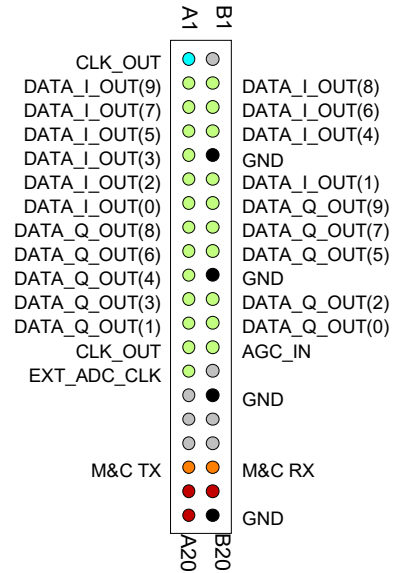 A1 B1
CLK_OUT
DATA_I_OUT(9) DATA_I_OUT(8)
DATA_I_OUT(7) DATA_I_OUT(6)
DATA_I_OUT(5) DATA_I_OUT(4)
DATA_I_OUT(3) GND
DATA_I_OUT(2) DATA_I_OUT(1)
DATA_I_OUT(0) DATA_Q_OUT(9)
DATA_Q_OUT(8) DATA_Q_OUT(7)
DATA_Q_OUT(6) DATA_Q_OUT(5)
DATA_Q_OUT(4) GND
DATA_Q_OUT(3) DATA_Q_OUT(2)
DATA_Q_OUT(1) DATA_Q_OUT(0)
CLK_OUT AGC_IN
EXT_ADC_CLK
GND
M&C TX M&C RX
GND
A20 B20